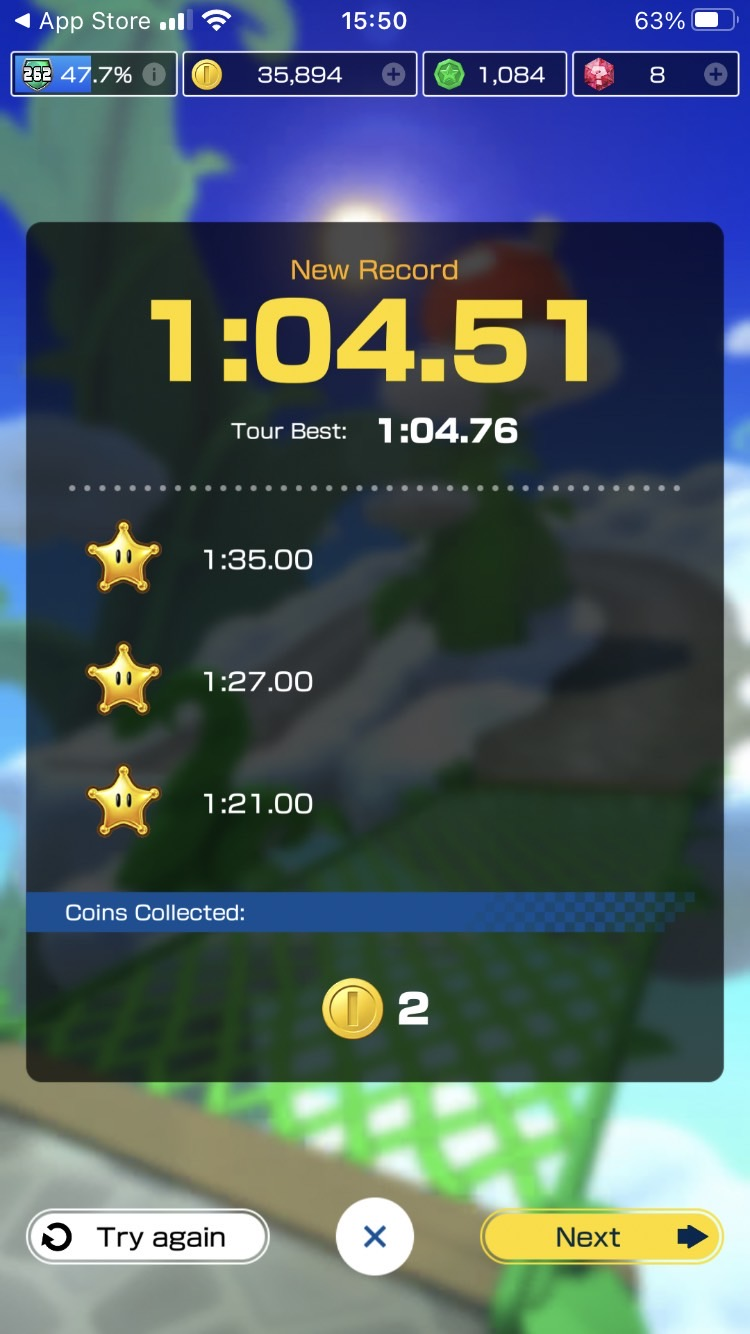 App Store 15:50 63%
262 47.7% i 35,894 1,084 ? 8
New Record
1:04.51
Tour Best: 1:04.76
1:35.00
1:27.00
1:21.00
Coins Collected:
2
Try again × Next